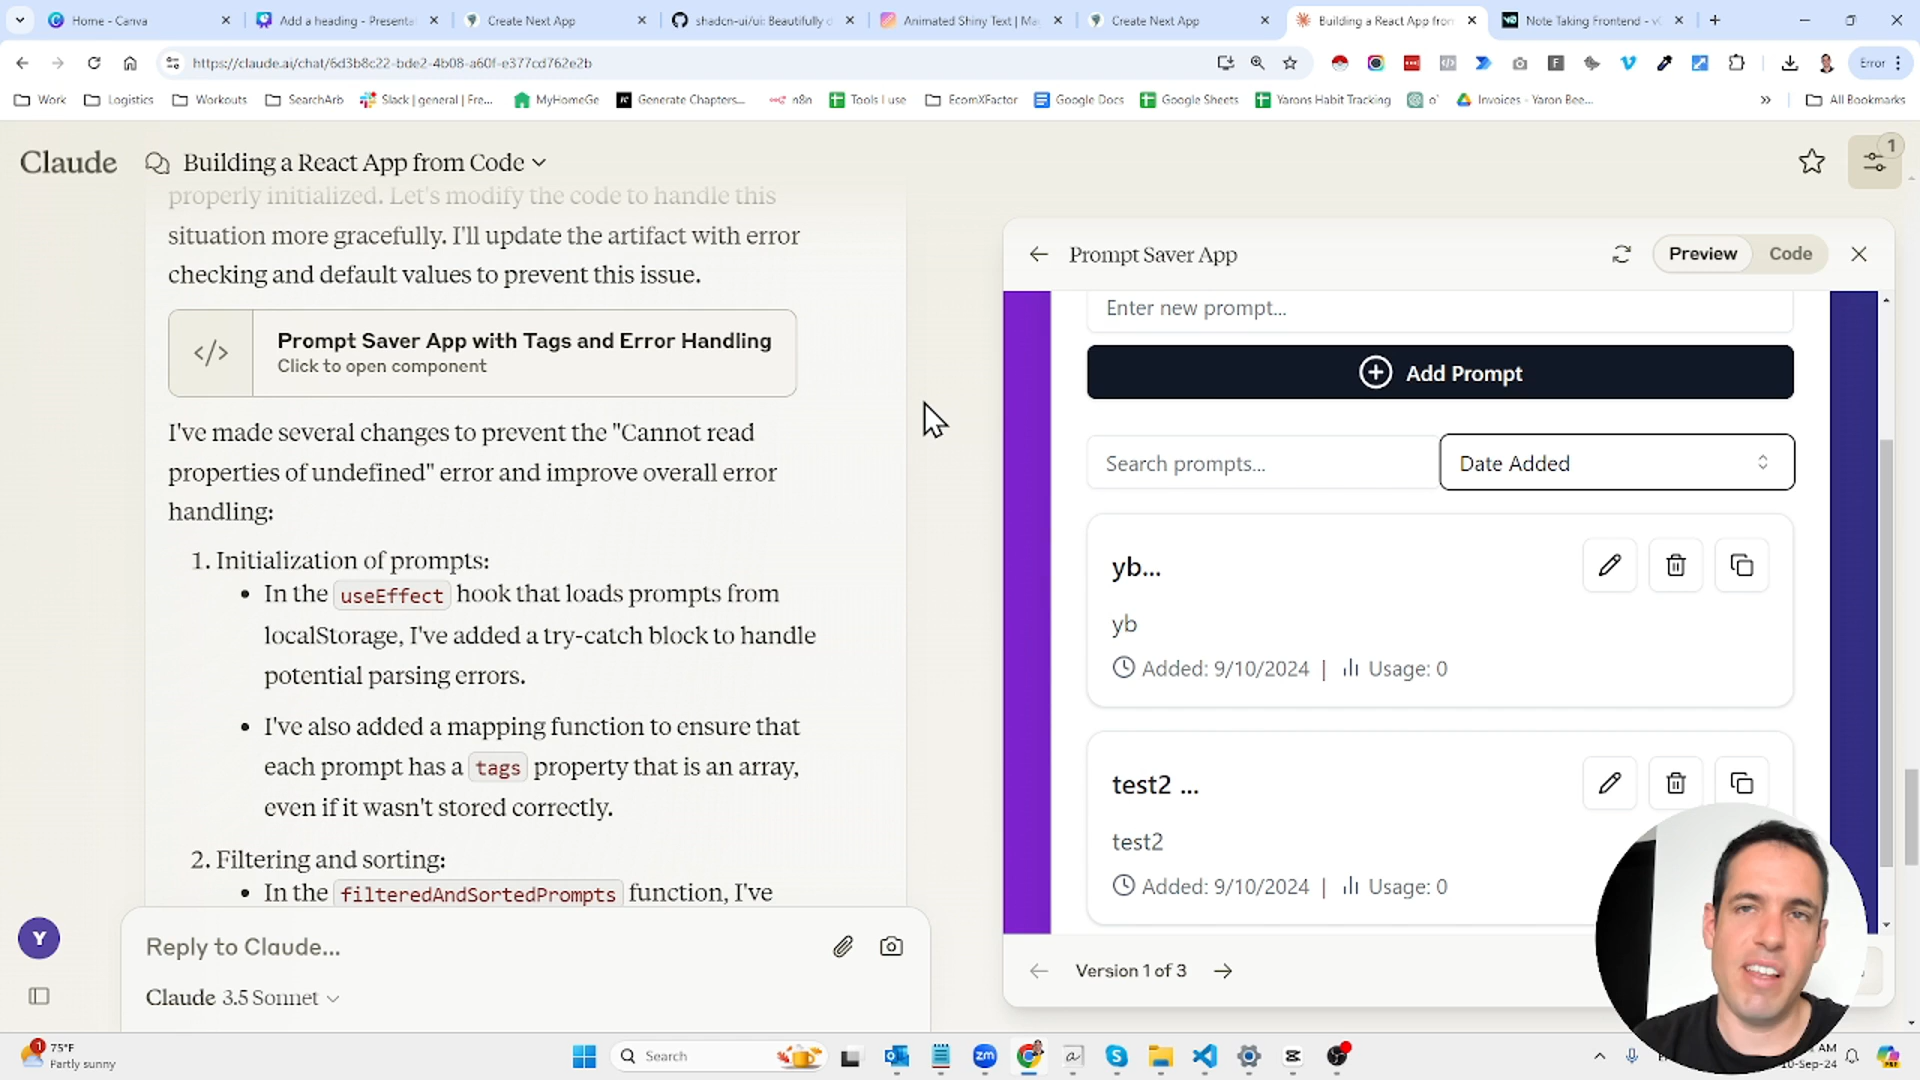 Home - Canva
Add a heading - Presenta
Create Next App
shadcn-ui/ui: Beautifully d
Animated Shiny Text | Ma
Create Next App
Building a React App from
Note Taking Frontend - v
https://claude.ai/chat/6d3b8c22-bde2-4b08-a60f-e377cd762e2b
Error
Work
Logistics
Workouts
SearchArb
Slack | general | Fre...
MyHomeGe
Generate Chapters...
n8n
Tools I use
EcomXFactor
Google Docs
Google Sheets
Yarons Habit Tracking
Invoices - Yaron Bee...
»
All Bookmarks
Claude
Building a React App from Code
1
properly initialized. Let's modify the code to handle this
situation more gracefully. I'll update the artifact with error
checking and default values to prevent this issue.
</>
Prompt Saver App with Tags and Error Handling
Click to open component
I've made several changes to prevent the "Cannot read
properties of undefined" error and improve overall error
handling:
1. Initialization of prompts:
• In the useEffect hook that loads prompts from
localStorage, I've added a try-catch block to handle
potential parsing errors.
• I've also added a mapping function to ensure that
each prompt has a tags property that is an array,
even if it wasn't stored correctly.
2. Filtering and sorting:
• In the filteredAndSortedPrompts function, I've
Y
Reply to Claude...
Claude 3.5 Sonnet
Prompt Saver App
Preview
Code
Enter new prompt...
Add Prompt
Search prompts...
Date Added
yb...
yb
Added: 9/10/2024 | Usage: 0
test2 ...
test2
Added: 9/10/2024 | Usage: 0
Version 1 of 3
1
75°F
Partly sunny
Search
zm
AM
10-Sep-24